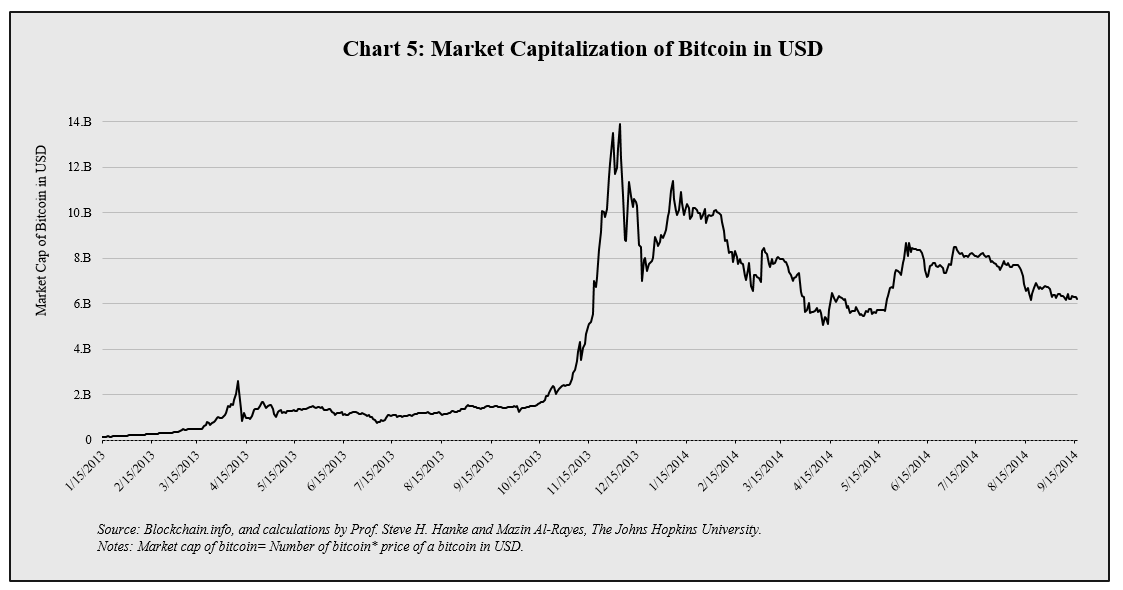 Chart 5: Market Capitalization of Bitcoin in USD
Market Cap of Bitcoin in USD
14.B
12.B
10.B
8.B
6.B
4.B
2.B
0
1/15/2013
2/15/2013
3/15/2013
4/15/2013
5/15/2013
6/15/2013
7/15/2013
8/15/2013
9/15/2013
10/15/2013
11/15/2013
12/15/2013
1/15/2014
2/15/2014
3/15/2014
4/15/2014
5/15/2014
6/15/2014
7/15/2014
8/15/2014
9/15/2014
Source: Blockchain.info, and calculations by Prof. Steve H. Hanke and Mazin Al-Rayes, The Johns Hopkins University.
Notes: Market cap of bitcoin= Number of bitcoin* price of a bitcoin in USD.